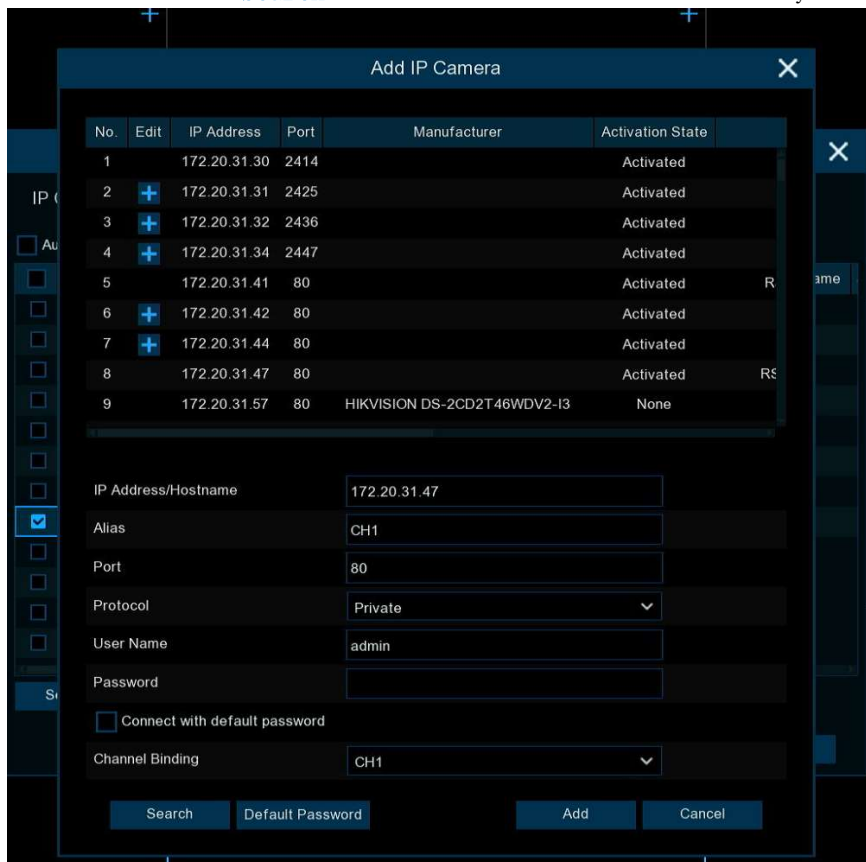 Add IP Camera
No. Edit IP Address Port Manufacturer Activation State
1 172.20.31.30 2414 Activated
2 172.20.31.31 2425 Activated
3 172.20.31.32 2436 Activated
4 172.20.31.34 2447 Activated
5 172.20.31.41 80 Activated R
6 172.20.31.42 80 Activated
7 172.20.31.44 80 Activated
8 172.20.31.47 80 Activated RS
9 172.20.31.57 80 HIKVISION DS-2CD2T46WDV2-I3 None
IP
Au
ame
IP Address/Hostname 172.20.31.47
Alias CH1
Port 80
Protocol Private
User Name admin
Password
Se
Connect with default password
Channel Binding CH1
Search Default Password Add Cancel